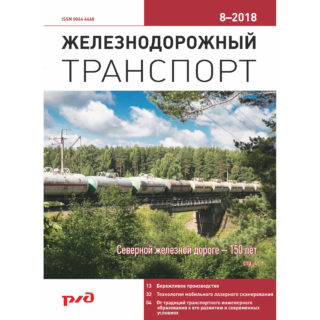 ISSN 0044 4448
8–2018
ЖЕЛЕЗНОДОРОЖНЫЙ
ТРАНСПОРТ
Северной железной дороге – 150 лет
стр.
13 Бережливое производство
32 Технологии мобильного лазерного сканирования
54 От традиций транспортного инженерного
образования к его развитию в современных
условиях
ржд